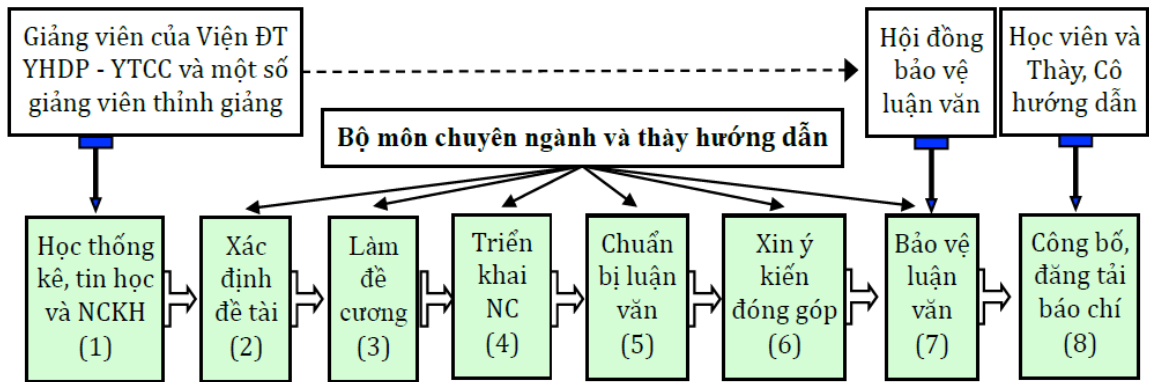 Giảng viên của Viện ĐT
YHDP - YTCC và một số
giảng viên thỉnh giảng
Hội đồng
bảo vệ
luận văn
Học viên và
Thày, Cô
hướng dẫn
Bộ môn chuyên ngành và thày hướng dẫn
Học thống
kê, tin học
và NCKH
(1)
Xác
định
đề tài
(2)
Làm
đề
cương
(3)
Triển
khai
NC
(4)
Chuẩn
bị luận
văn
(5)
Xin ý
kiến
đóng góp
(6)
Bảo vệ
luận
văn
(7)
Công bố,
đăng tải
báo chí
(8)